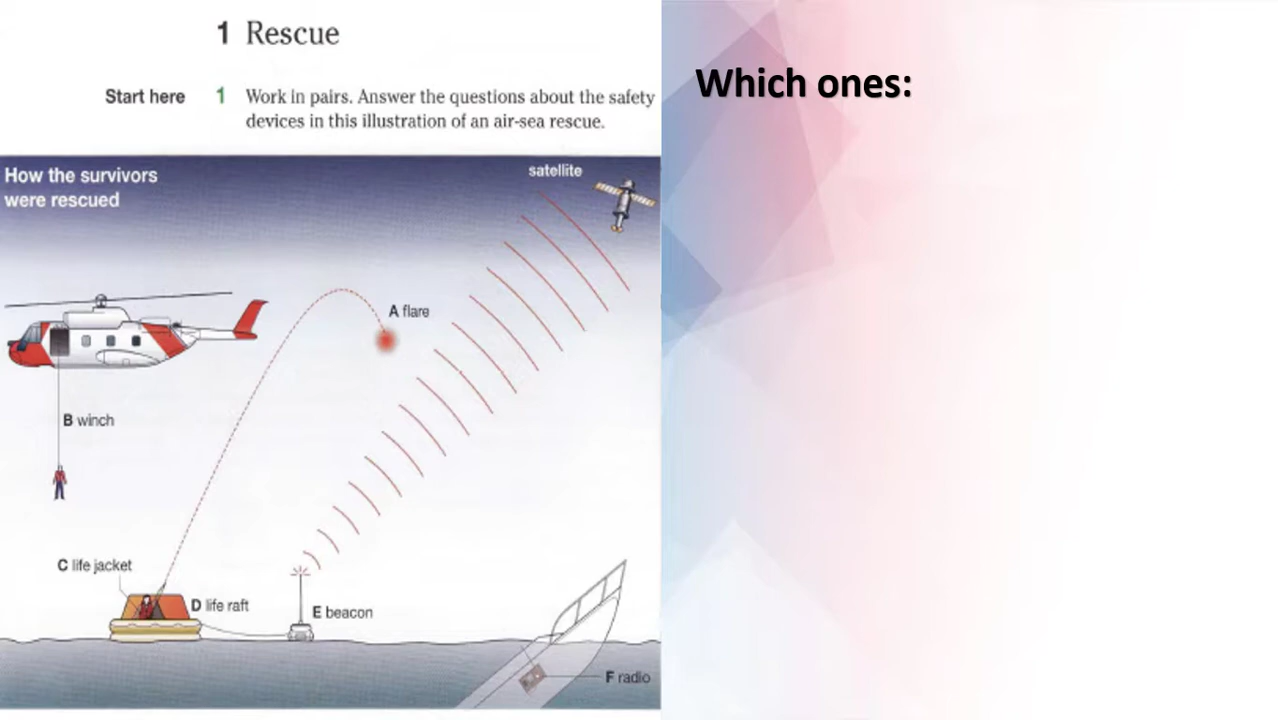 1 Rescue
Start here 1 Work in pairs. Answer the questions about the safety
devices in this illustration of an air-sea rescue.
How the survivors
were rescued
satellite
A flare
B winch
C life jacket
D life raft
E beacon
F radio
Which ones: